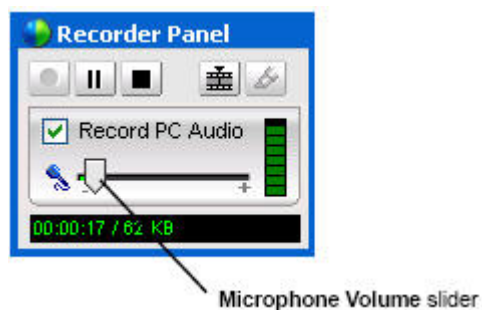 Recorder Panel
Record PC Audio
- +
00:00:17 / 62 KB
Microphone Volume slider